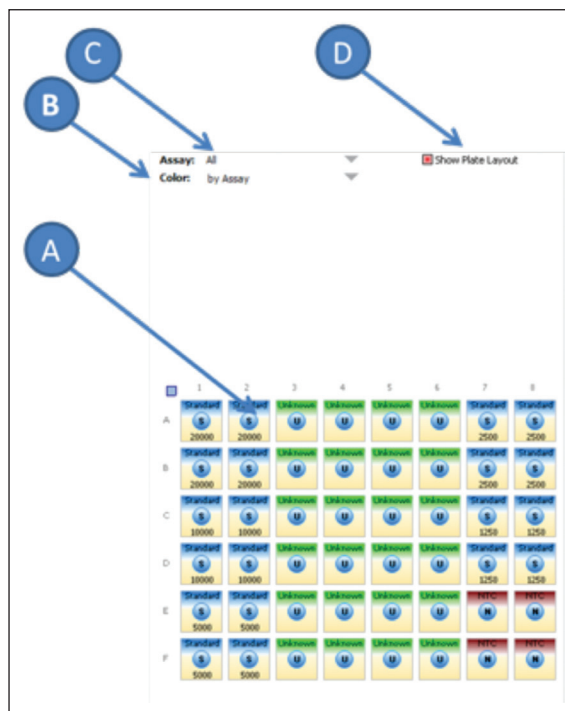 C D
B
Assay: All Show Plate Layout
Color: by Assay
A
1 2 3 4 5 6 7 8
Standard Standard Unknown Unknown Unknown Unknown Standard Standard
A S S U U U U S S
20000 20000 2500 2500
Standard Standard Unknown Unknown Unknown Unknown Standard Standard
B S S U U U U S S
20000 20000 2500 2500
Standard Standard Unknown Unknown Unknown Unknown Standard Standard
C S S U U U U S S
10000 10000 1250 1250
Standard Standard Unknown Unknown Unknown Unknown Standard Standard
D S S U U U U S S
10000 10000 1250 1250
Standard Standard Unknown Unknown Unknown Unknown NTC NTC
E S S U U U U N N
5000 5000
Standard Standard Unknown Unknown Unknown Unknown NTC NTC
F S S U U U U N N
5000 5000